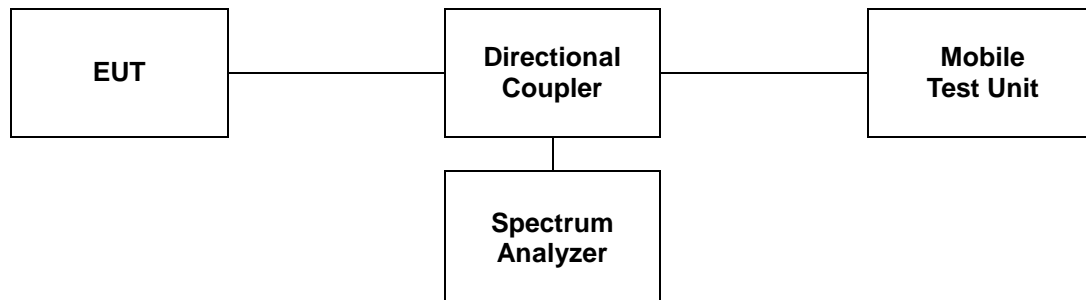 EUT
Directional
Coupler
Mobile
Test Unit
Spectrum
Analyzer